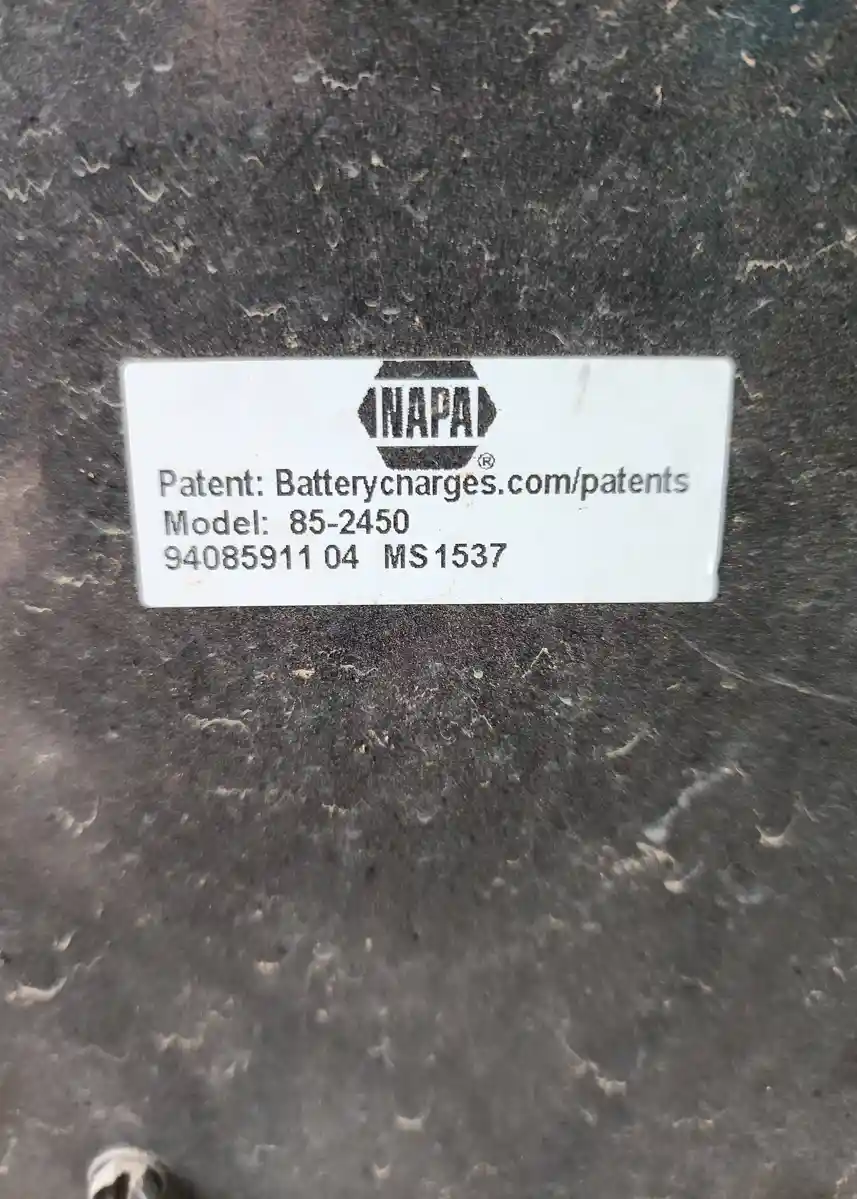 NAPA®
Patent: Batterycharges.com/patents
Model: 85-2450
94085911 04 MS1537